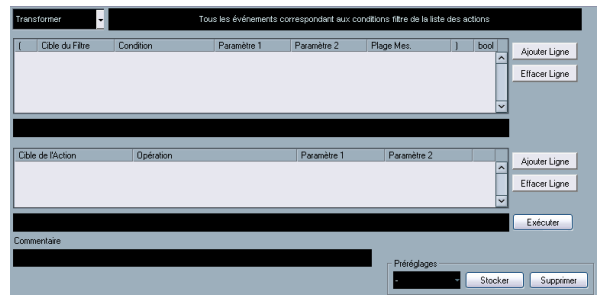 Transformer
Tous les événements correspondant aux conditions filtre de la liste des actions
( Cible du Filtre Condition Paramètre 1 Paramètre 2 Plage Mes. ) bool
Ajouter Ligne
Effacer Ligne
Cible de l'Action Opération Paramètre 1 Paramètre 2
Ajouter Ligne
Effacer Ligne
Exécuter
Commentaire
Préréglages
- Stocker Supprimer